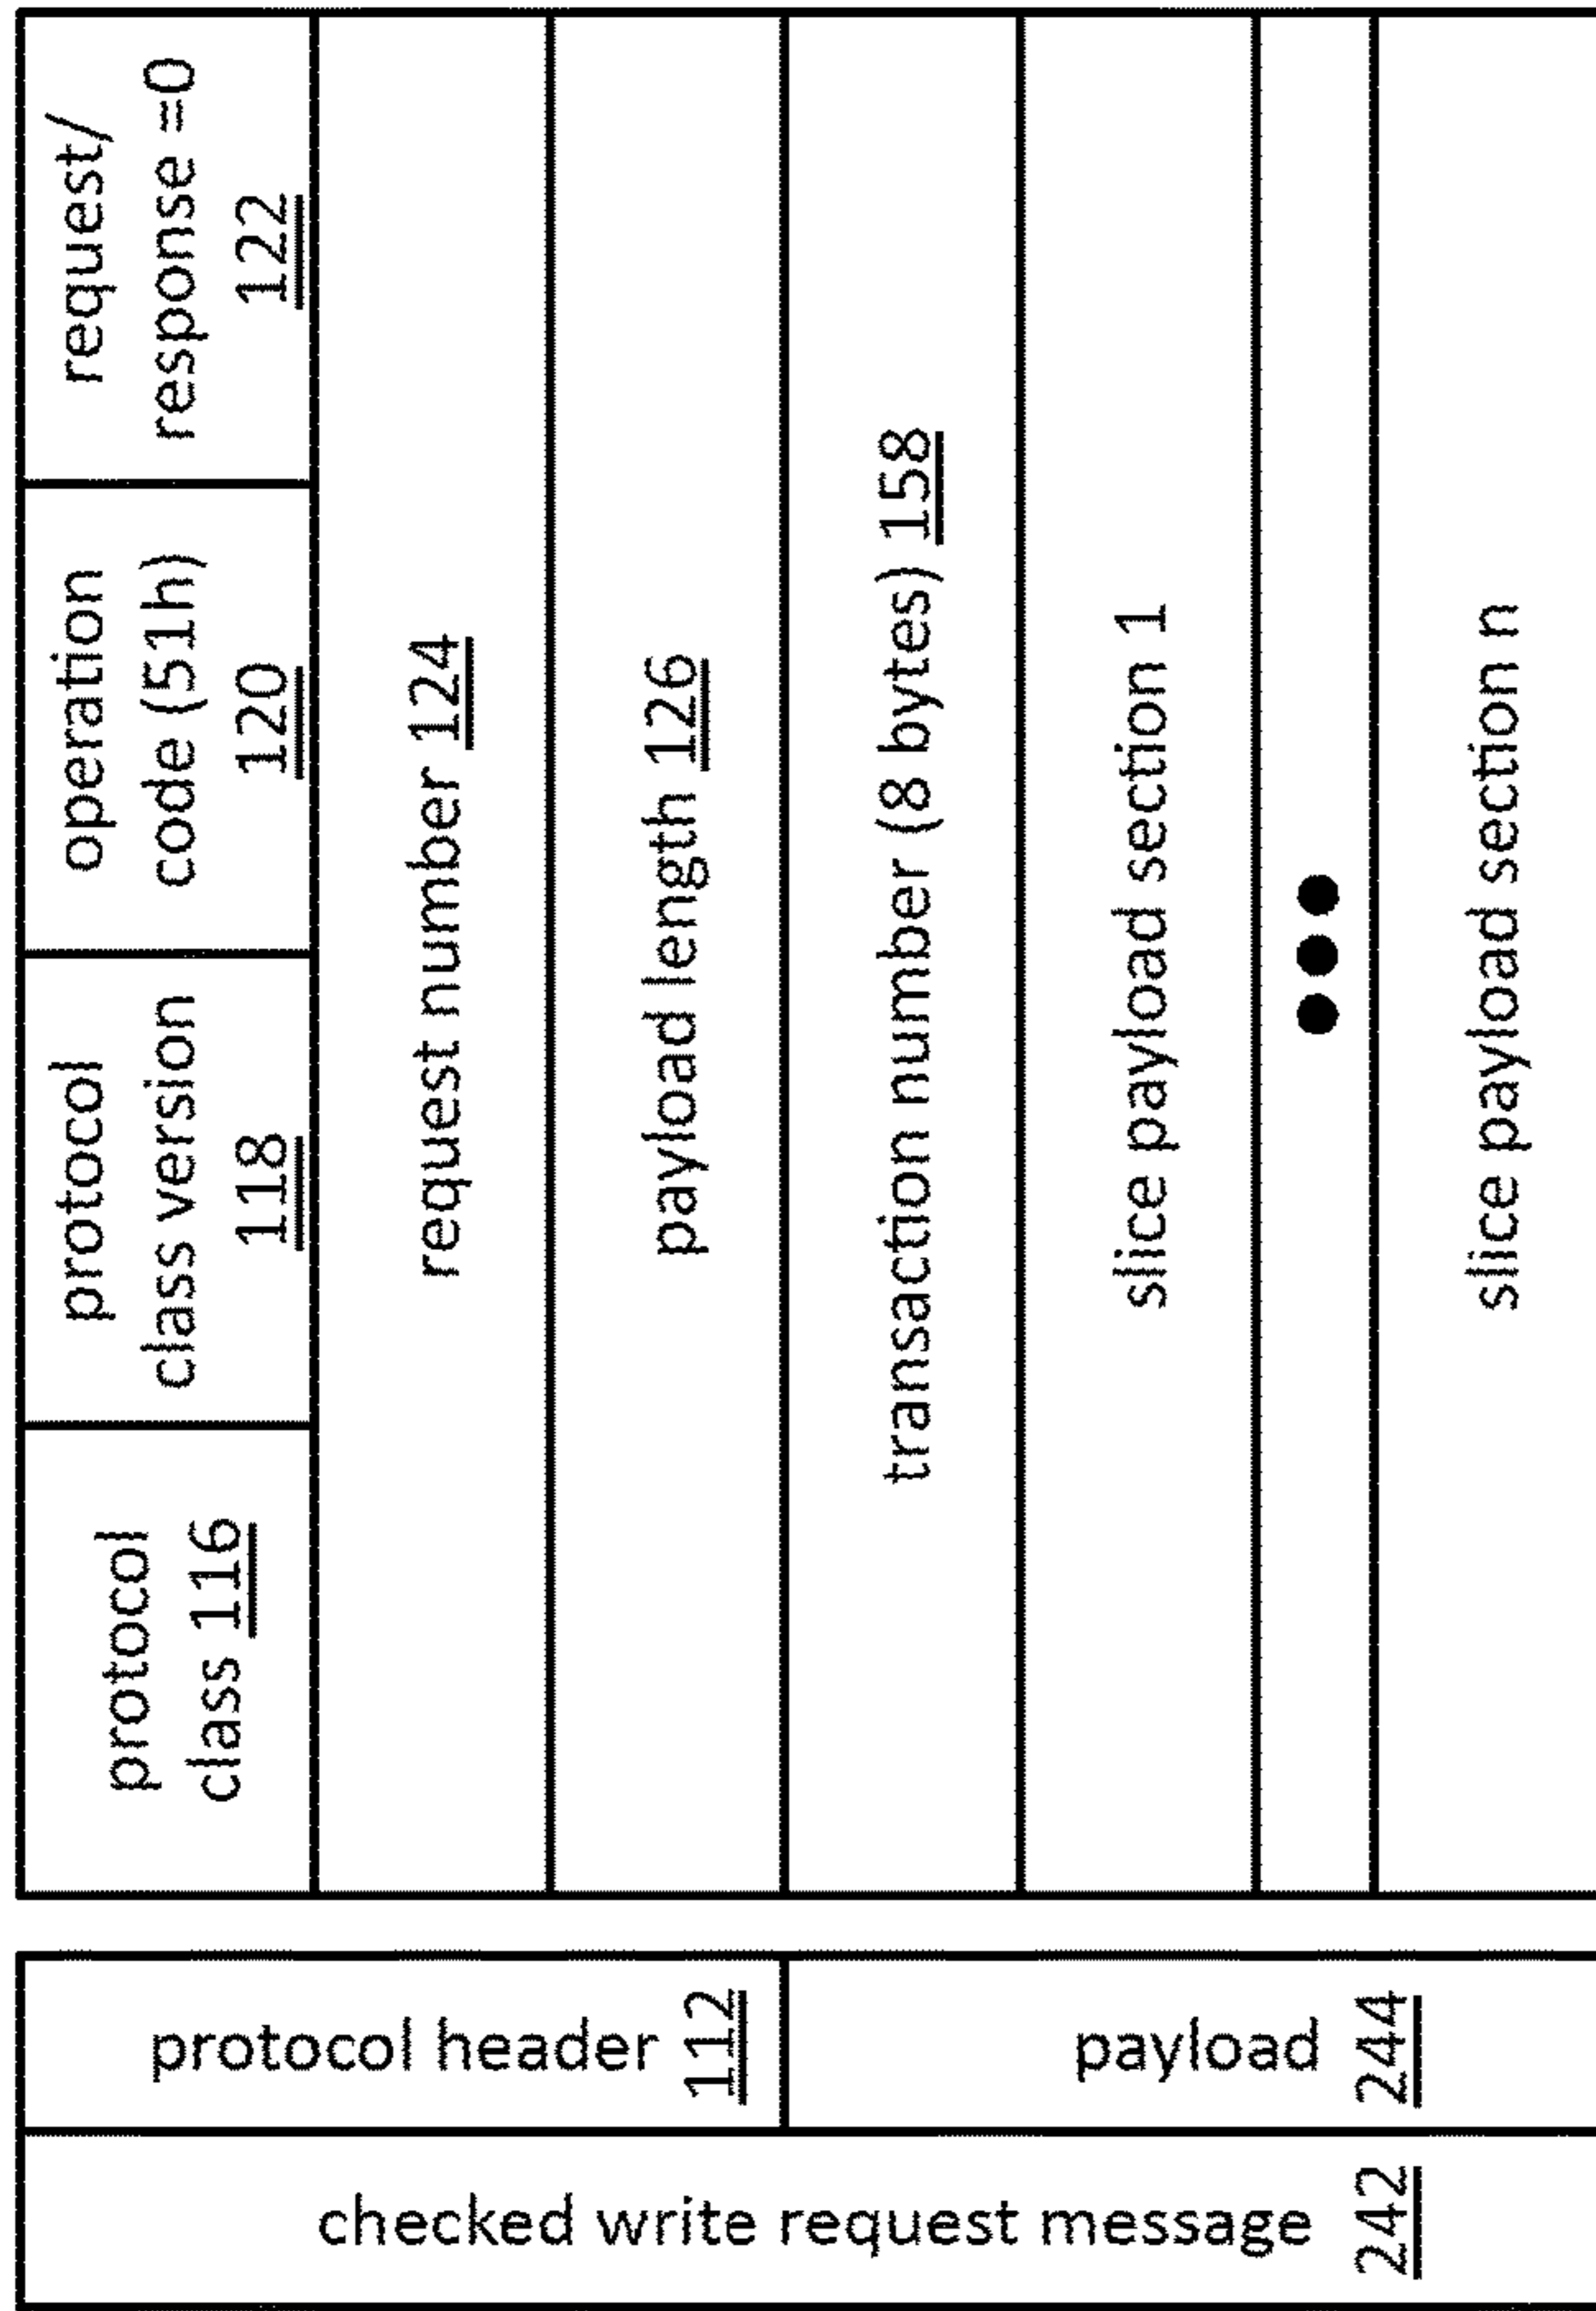 checked write request message
242
protocol header 112
payload
244
protocol
class 116
protocol
class version
118
operation
code (51h)
120
request/
response =0
122
request number 124
payload length 126
transaction number (8 bytes) 158
slice payload section 1
●●●
slice payload section n